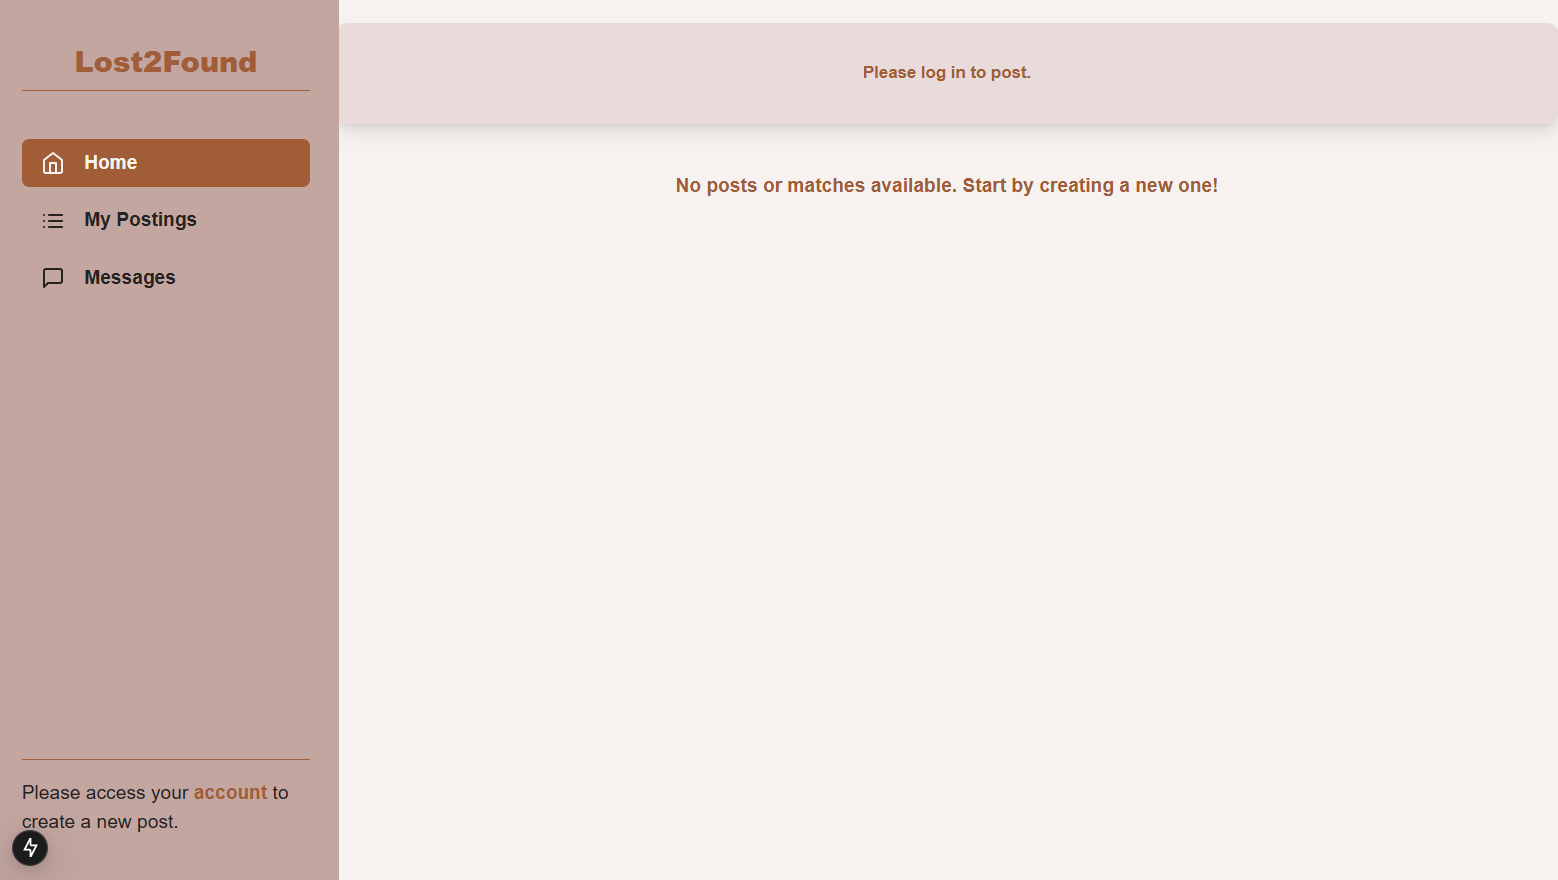 Lost2Found
Home
My Postings
Messages
Please access your account to
create a new post.
Please log in to post.
No posts or matches available. Start by creating a new one!